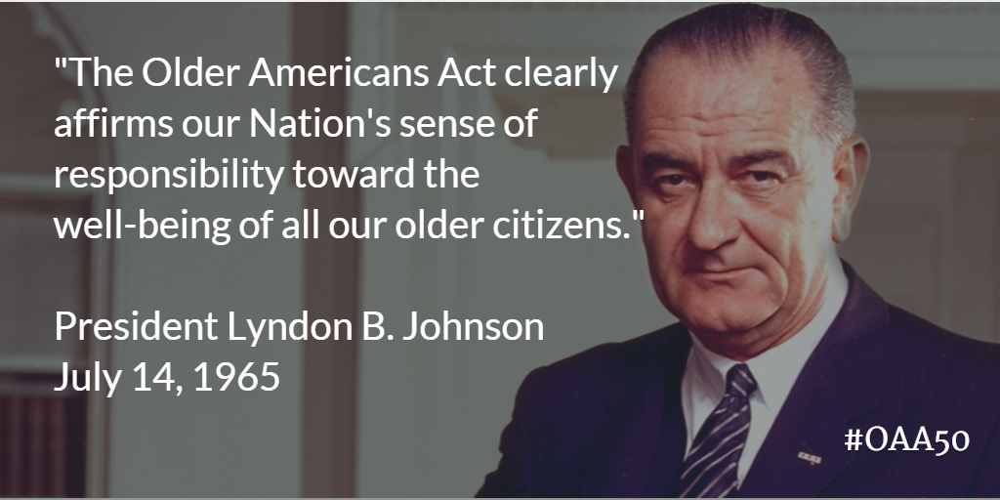 "The Older Americans Act clearly
affirms our Nation's sense of
responsibility toward the
well-being of all our older citizens."
President Lyndon B. Johnson
July 14, 1965
#OAA50